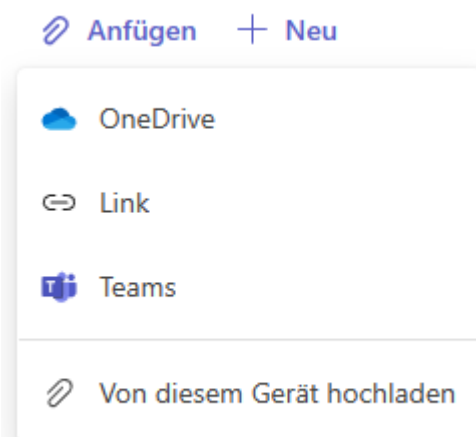 Anfügen + Neu
OneDrive
Link
Teams
Von diesem Gerät hochladen